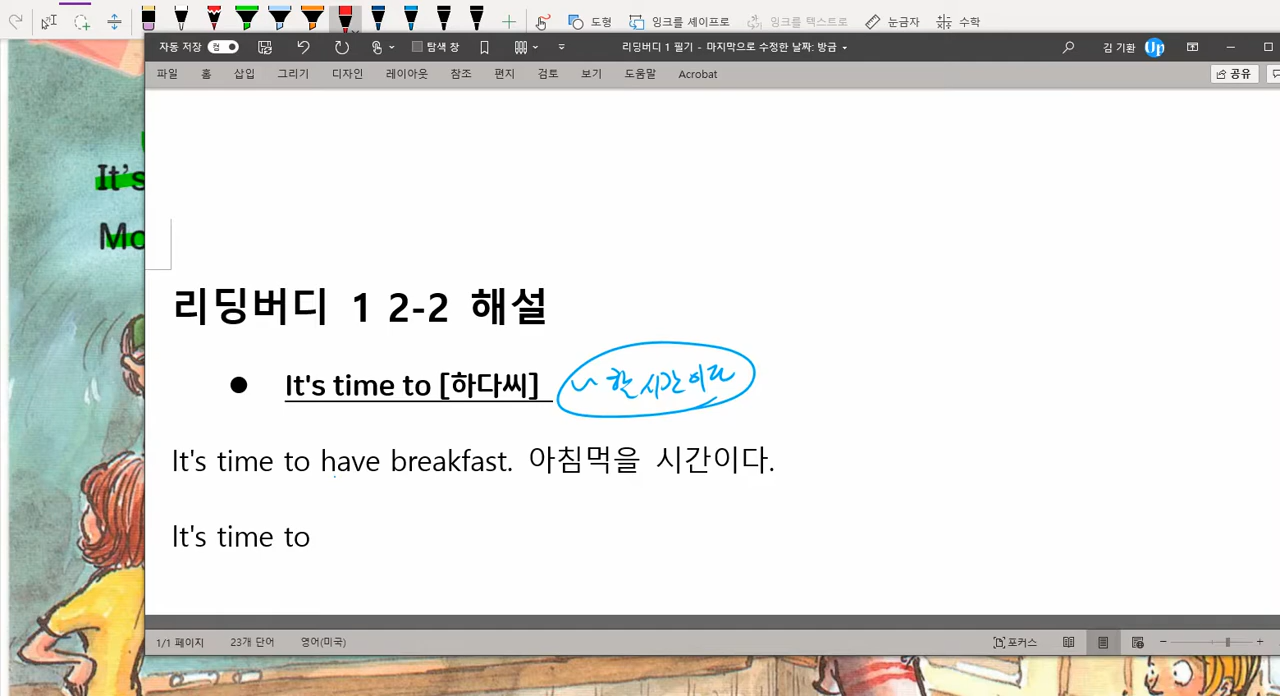 도형 잉크를 셰이프로 잉크를 텍스트로 눈금자 수학
자동 저장 컴 탐색 창 리딩버디 1 필기 - 마지막으로 수정한 날짜: 방금 김 기환 Up
파일 홈 삽입 그리기 디자인 레이아웃 참조 편지 검토 보기 도움말 Acrobat 공유
It's
Mo
리딩버디 1 2-2 해설
● It's time to [하다씨] ~ 할 시간이다
It's time to have breakfast. 아침먹을 시간이다.
It's time to
1/1 페이지 23개 단어 영어(미국) 포커스